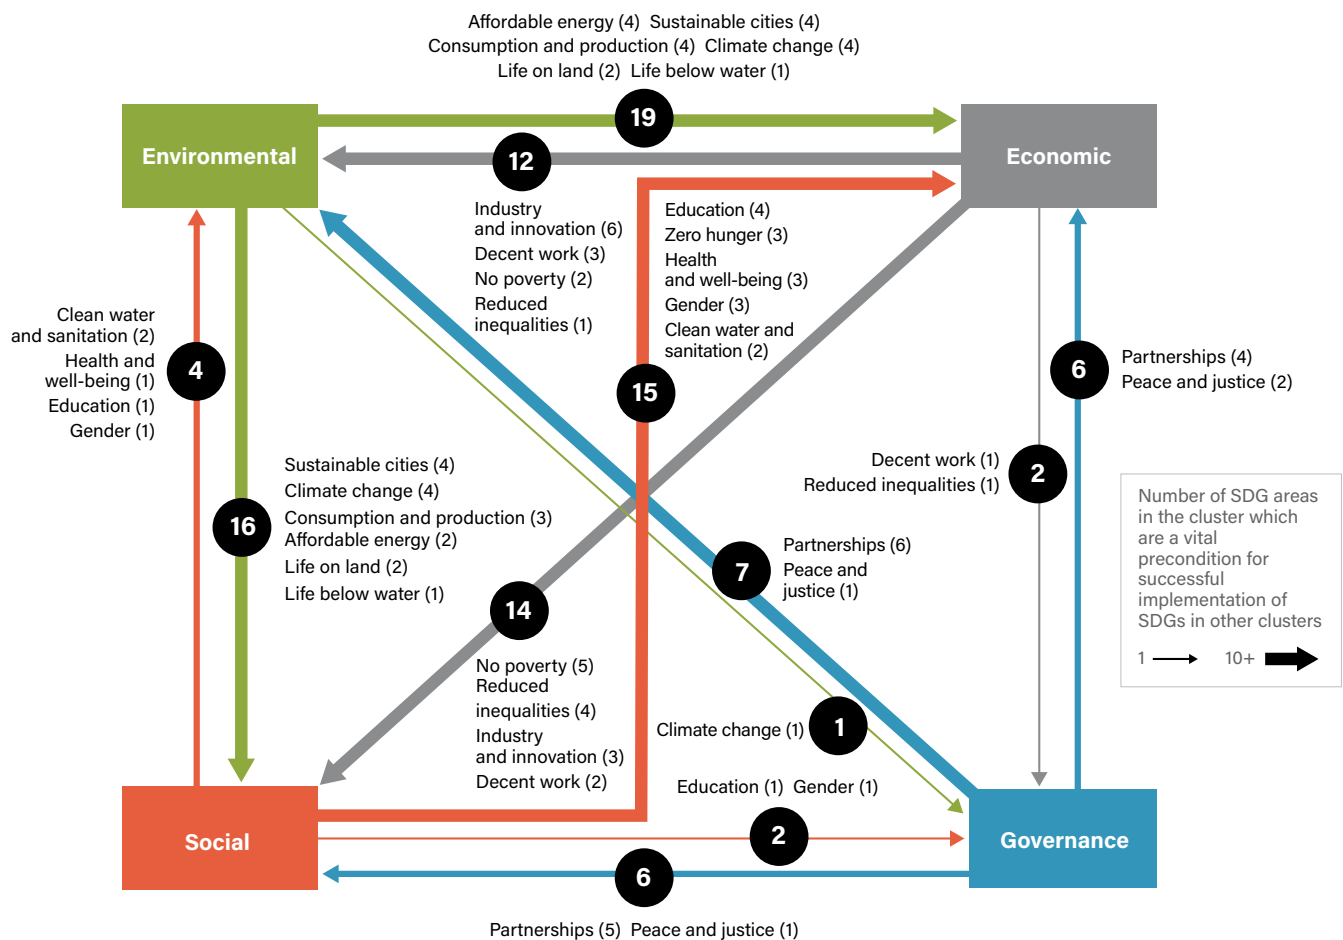 Affordable energy (4)  Sustainable cities (4)
Consumption and production (4)  Climate change (4)
Life on land (2)  Life below water (1)
19
Environmental
Economic
12
Industry
and innovation (6)
Decent work (3)
No poverty (2)
Reduced
inequalities (1)
Education (4)
Zero hunger (3)
Health
and well-being (3)
Gender (3)
Clean water and
sanitation (2)
15
Clean water
and sanitation (2)
Health and
well-being (1)
Education (1)
Gender (1)
4
6
Partnerships (4)
Peace and justice (2)
Decent work (1)
Reduced inequalities (1)
2
Sustainable cities (4)
Climate change (4)
Consumption and production (3)
Affordable energy (2)
Life on land (2)
Life below water (1)
16
Number of SDG areas
in the cluster which
are a vital
precondition for
successful
implementation of
SDGs in other clusters
1
10+
7
Partnerships (6)
Peace and
justice (1)
14
No poverty (5)
Reduced
inequalities (4)
Industry
and innovation (3)
Decent work (2)
Climate change (1)
1
Education (1)  Gender (1)
2
Social
Governance
6
Partnerships (5)  Peace and justice (1)